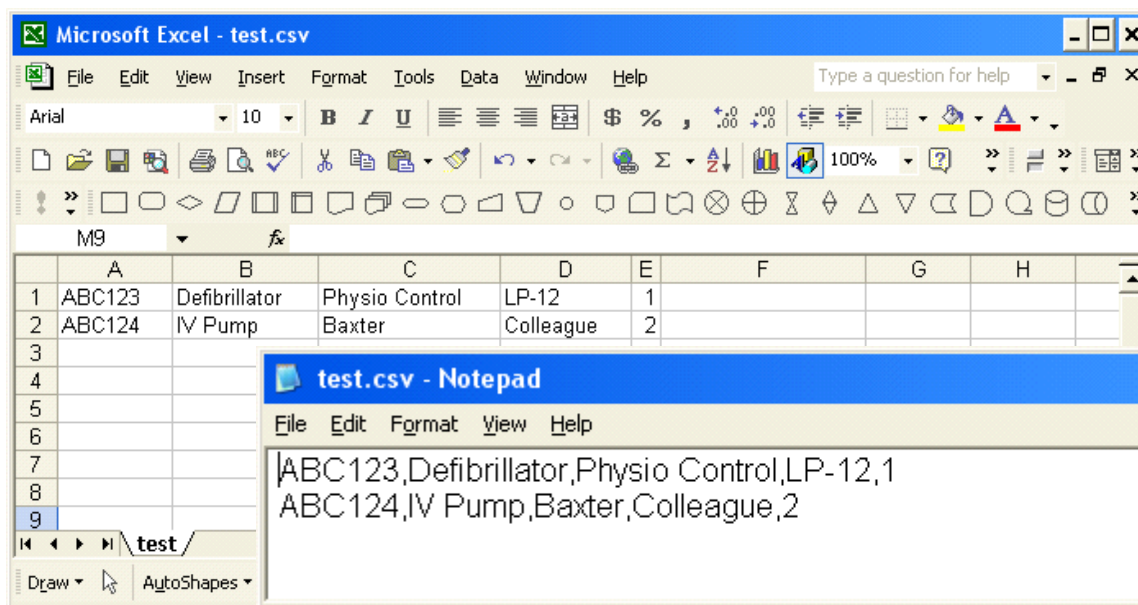 Microsoft Excel - test.csv
File Edit View Insert Format Tools Data Window Help Type a question for help
Arial 10 B I U $ % , .00
ABC Σ 100%
M9 fx
A B C D E F G H
1 ABC123 Defibrillator Physio Control LP-12 1
2 ABC124 IV Pump Baxter Colleague 2
3
4
5
6
7
8
9
test
Draw AutoShapes
test.csv - Notepad
File Edit Format View Help
ABC123,Defibrillator,Physio Control,LP-12,1
ABC124,IV Pump,Baxter,Colleague,2